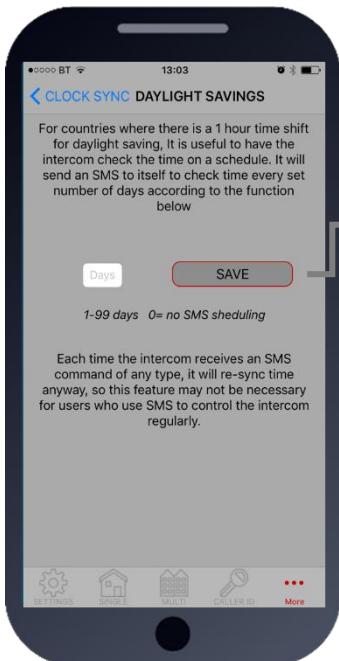 ●○○○○ BT 13:03
CLOCK SYNC DAYLIGHT SAVINGS
For countries where there is a 1 hour time shift
for daylight saving, It is useful to have the
intercom check the time on a schedule. It will
send an SMS to itself to check time every set
number of days according to the function
below
Days SAVE
1-99 days 0= no SMS sheduling
Each time the intercom receives an SMS
command of any type, it will re-sync time
anyway, so this feature may not be necessary
for users who use SMS to control the intercom
regularly.
SETTINGS SINGLE MULTI CALLER ID More